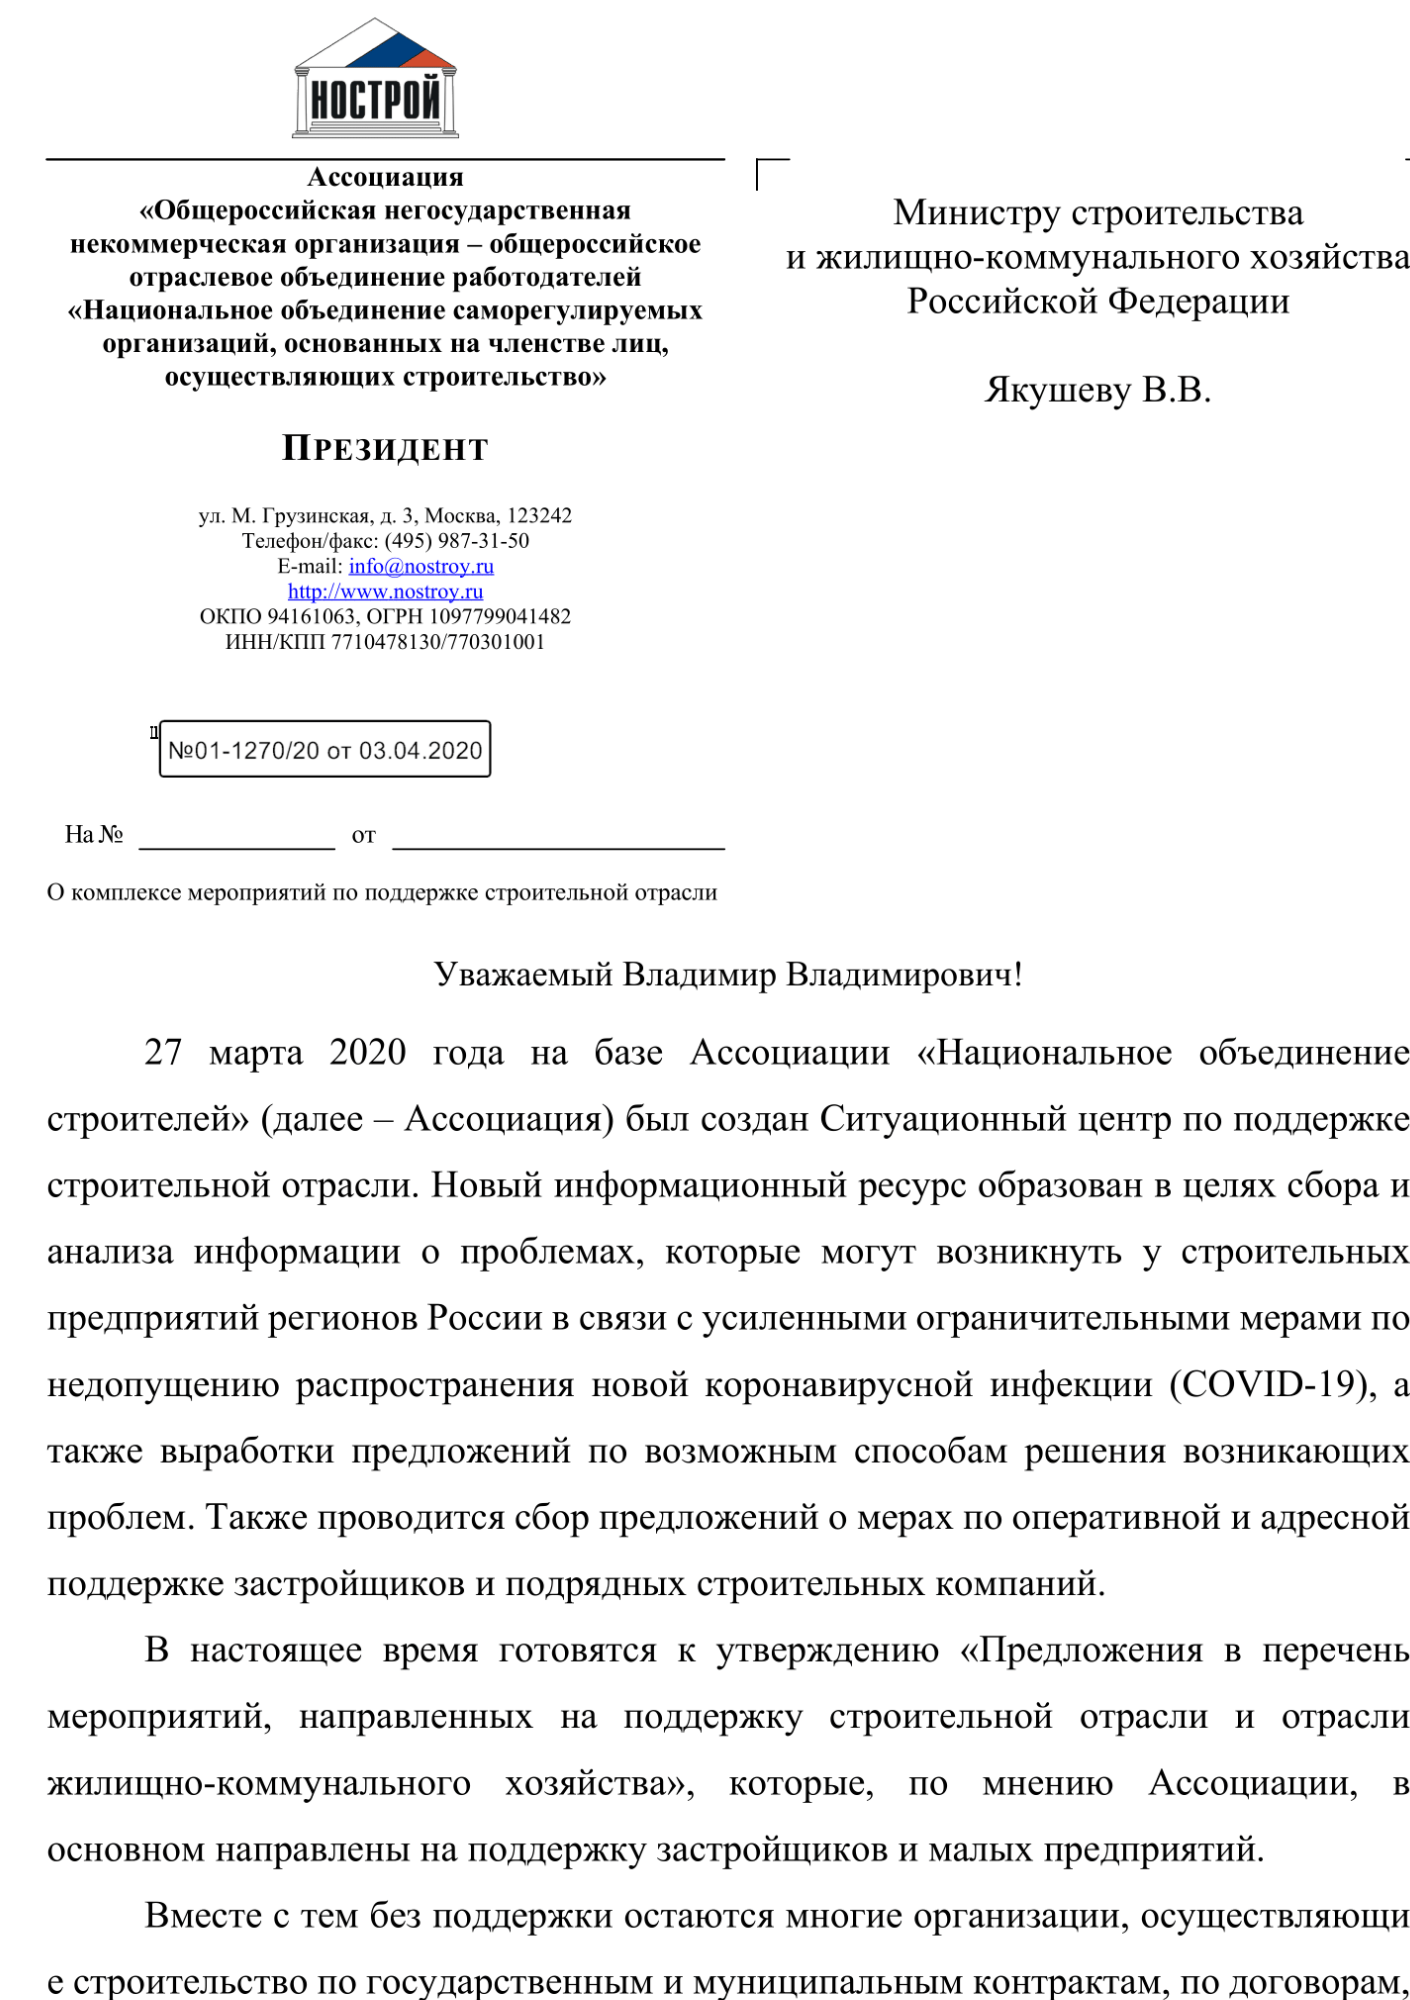 НОСТРОЙ
Ассоциация
«Общероссийская негосударственная
некоммерческая организация – общероссийское
отраслевое объединение работодателей
«Национальное объединение саморегулируемых
организаций, основанных на членстве лиц,
осуществляющих строительство»
ПРЕЗИДЕНТ
ул. М. Грузинская, д. 3, Москва, 123242
Телефон/факс: (495) 987-31-50
E-mail: info@nostroy.ru
http://www.nostroy.ru
ОКПО 94161063, ОГРН 1097799041482
ИНН/КПП 7710478130/770301001
№01-1270/20 от 03.04.2020
На № от
О комплексе мероприятий по поддержке строительной отрасли
Министру строительства
и жилищно-коммунального хозяйства
Российской Федерации
Якушеву В.В.
Уважаемый Владимир Владимирович!
27 марта 2020 года на базе Ассоциации «Национальное объединение
строителей» (далее – Ассоциация) был создан Ситуационный центр по поддержке
строительной отрасли. Новый информационный ресурс образован в целях сбора и
анализа информации о проблемах, которые могут возникнуть у строительных
предприятий регионов России в связи с усиленными ограничительными мерами по
недопущению распространения новой коронавирусной инфекции (COVID-19), а
также выработки предложений по возможным способам решения возникающих
проблем. Также проводится сбор предложений о мерах по оперативной и адресной
поддержке застройщиков и подрядных строительных компаний.
В настоящее время готовятся к утверждению «Предложения в перечень
мероприятий, направленных на поддержку строительной отрасли и отрасли
жилищно-коммунального хозяйства», которые, по мнению Ассоциации, в
основном направлены на поддержку застройщиков и малых предприятий.
Вместе с тем без поддержки остаются многие организации, осуществляющи
е строительство по государственным и муниципальным контрактам, по договорам,